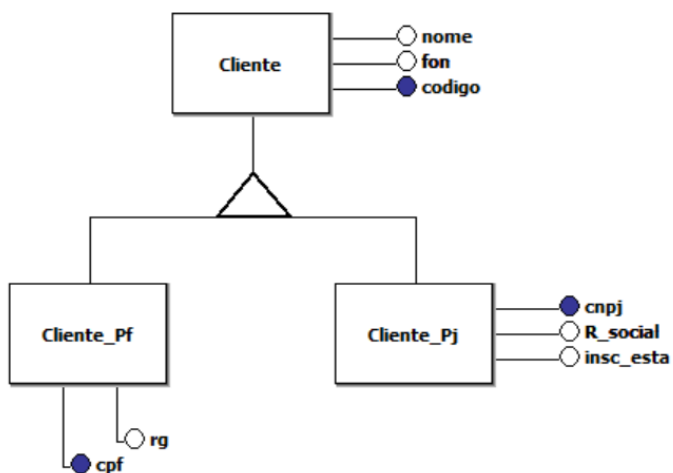 Cliente
nome
fon
codigo
Cliente_Pf
Cliente_Pj
cnpj
R_social
insc_esta
rg
cpf